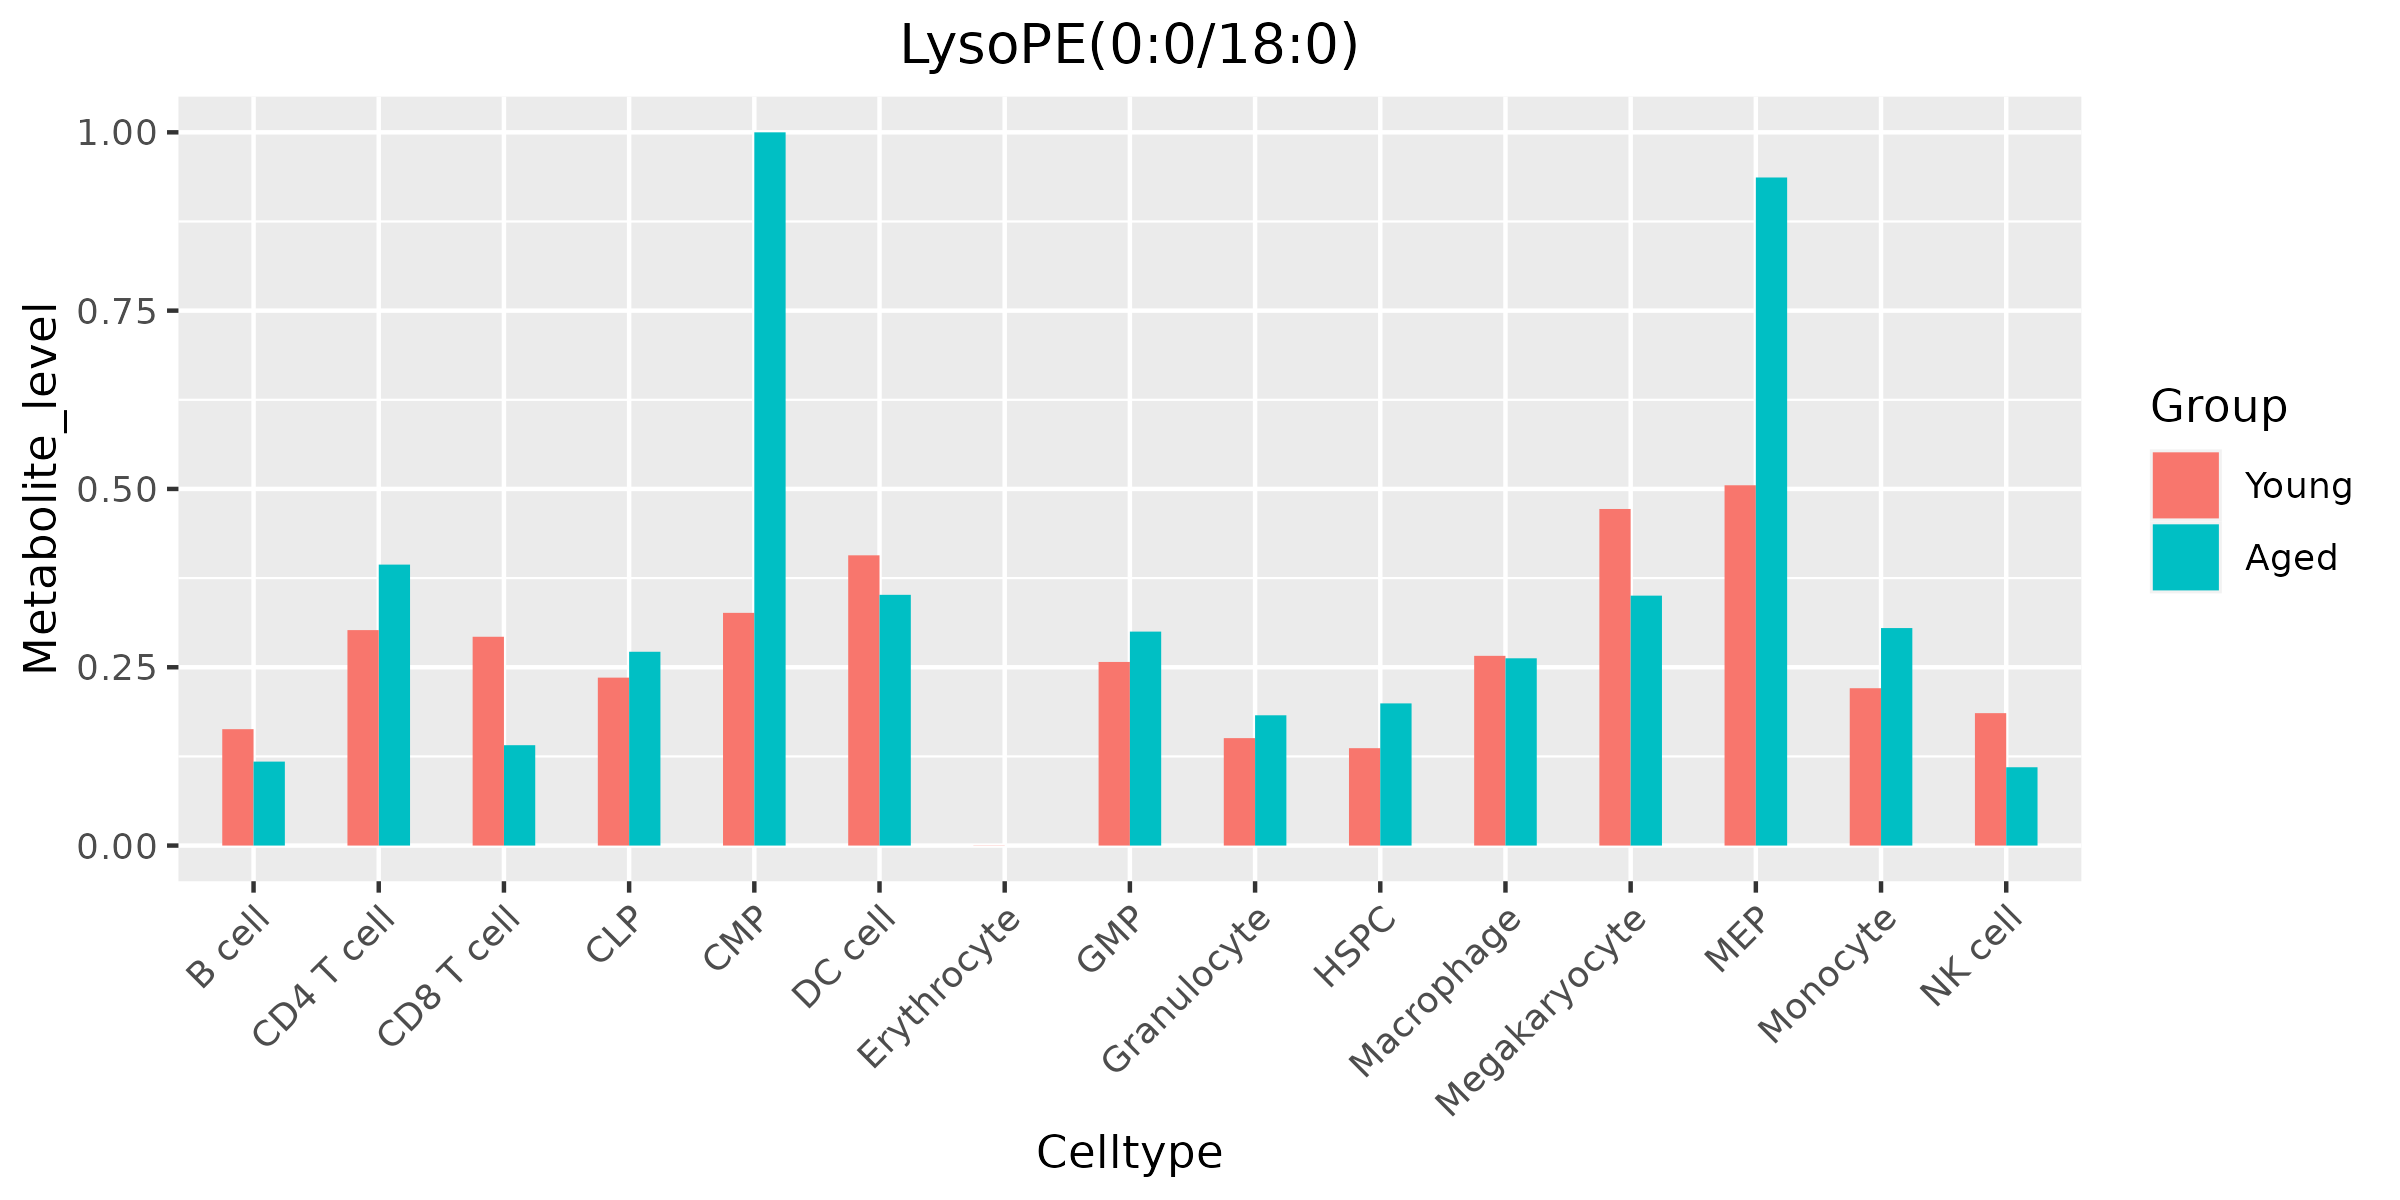 LysoPE(0:0/18:0)
Metabolite_level
1.00
0.75
0.50
0.25
0.00
B cell
CD4 T cell
CD8 T cell
CLP
CMP
DC cell
Erythrocyte
GMP
Granulocyte
HSPC
Macrophage
Megakaryocyte
MEP
Monocyte
NK cell
Celltype
Group
Young
Aged